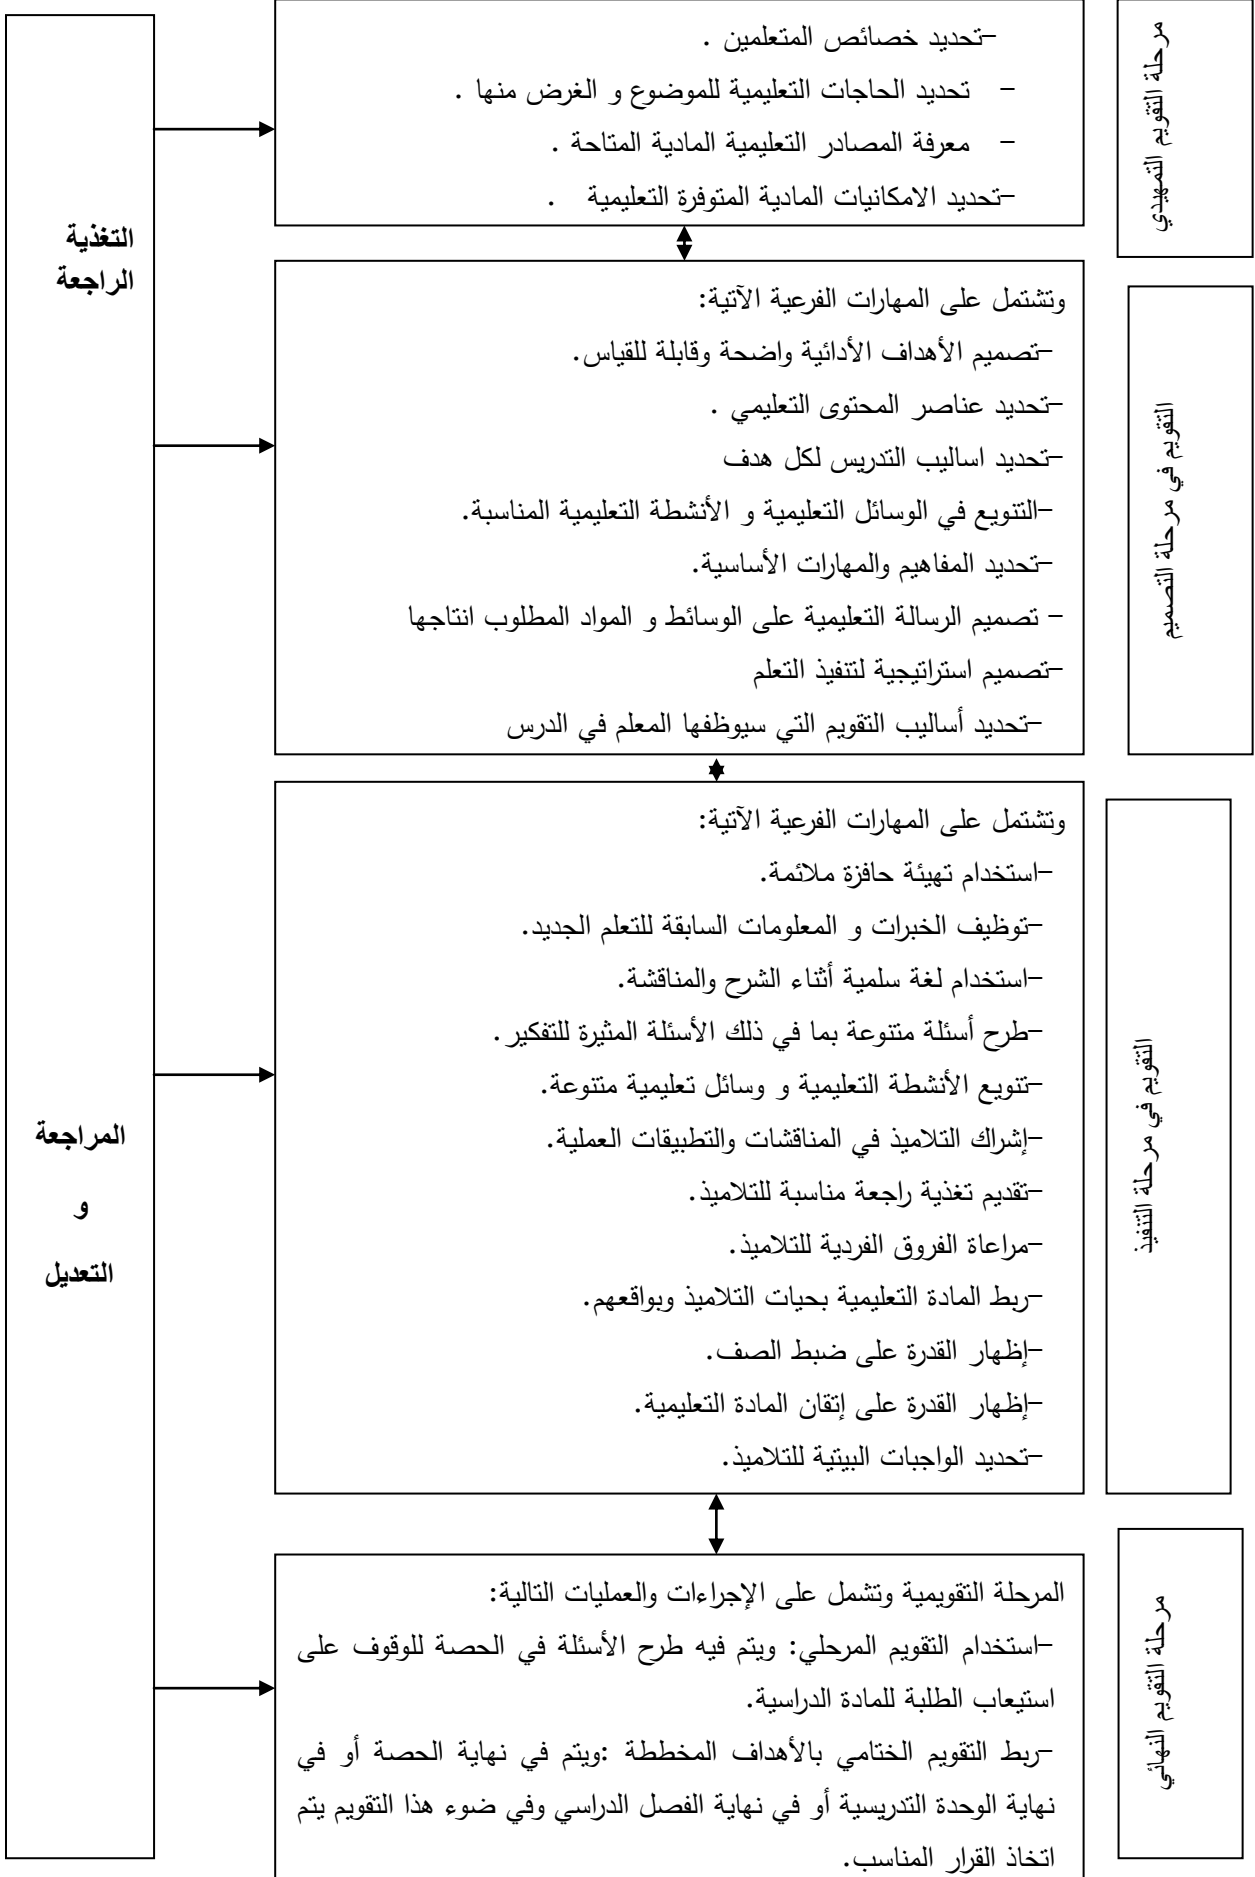 مرحلة التقويم التمهيدي
–تحديد خصائص المتعلمين .
– تحديد الحاجات التعليمية للموضوع و الغرض منها .
– معرفة المصادر التعليمية المادية المتاحة .
–تحديد الامكانيات المادية المتوفرة التعليمية .
التقويم في مرحلة التصميم
وتشتمل على المهارات الفرعية الآتية:
–تصميم الأهداف الأدائية واضحة وقابلة للقياس.
–تحديد عناصر المحتوى التعليمي .
–تحديد اساليب التدريس لكل هدف
–التنويع في الوسائل التعليمية و الأنشطة التعليمية المناسبة.
–تحديد المفاهيم والمهارات الأساسية.
– تصميم الرسالة التعليمية على الوسائط و المواد المطلوب انتاجها
–تصميم استراتيجية لتنفيذ التعلم
–تحديد أساليب التقويم التي سيوظفها المعلم في الدرس
التقويم في مرحلة التنفيذ
وتشتمل على المهارات الفرعية الآتية:
–استخدام تهيئة حافزة ملائمة.
–توظيف الخبرات و المعلومات السابقة للتعلم الجديد.
–استخدام لغة سلمية أثناء الشرح والمناقشة.
–طرح أسئلة متنوعة بما في ذلك الأسئلة المثيرة للتفكير.
–تنويع الأنشطة التعليمية و وسائل تعليمية متنوعة.
–إشراك التلاميذ في المناقشات والتطبيقات العملية.
–تقديم تغذية راجعة مناسبة للتلاميذ.
–مراعاة الفروق الفردية للتلاميذ.
–ربط المادة التعليمية بحيات التلاميذ وبواقعهم.
–إظهار القدرة على ضبط الصف.
–إظهار القدرة على إتقان المادة التعليمية.
–تحديد الواجبات البيتية للتلاميذ.
مرحلة التقويم النهائي
المرحلة التقويمية وتشمل على الإجراءات والعمليات التالية:
–استخدام التقويم المرحلي: ويتم فيه طرح الأسئلة في الحصة للوقوف على
استيعاب الطلبة للمادة الدراسية.
–ربط التقويم الختامي بالأهداف المخططة :ويتم في نهاية الحصة أو في
نهاية الوحدة التدريسية أو في نهاية الفصل الدراسي وفي ضوء هذا التقويم يتم
اتخاذ القرار المناسب.
التغذية
الراجعة
المراجعة
و
التعديل